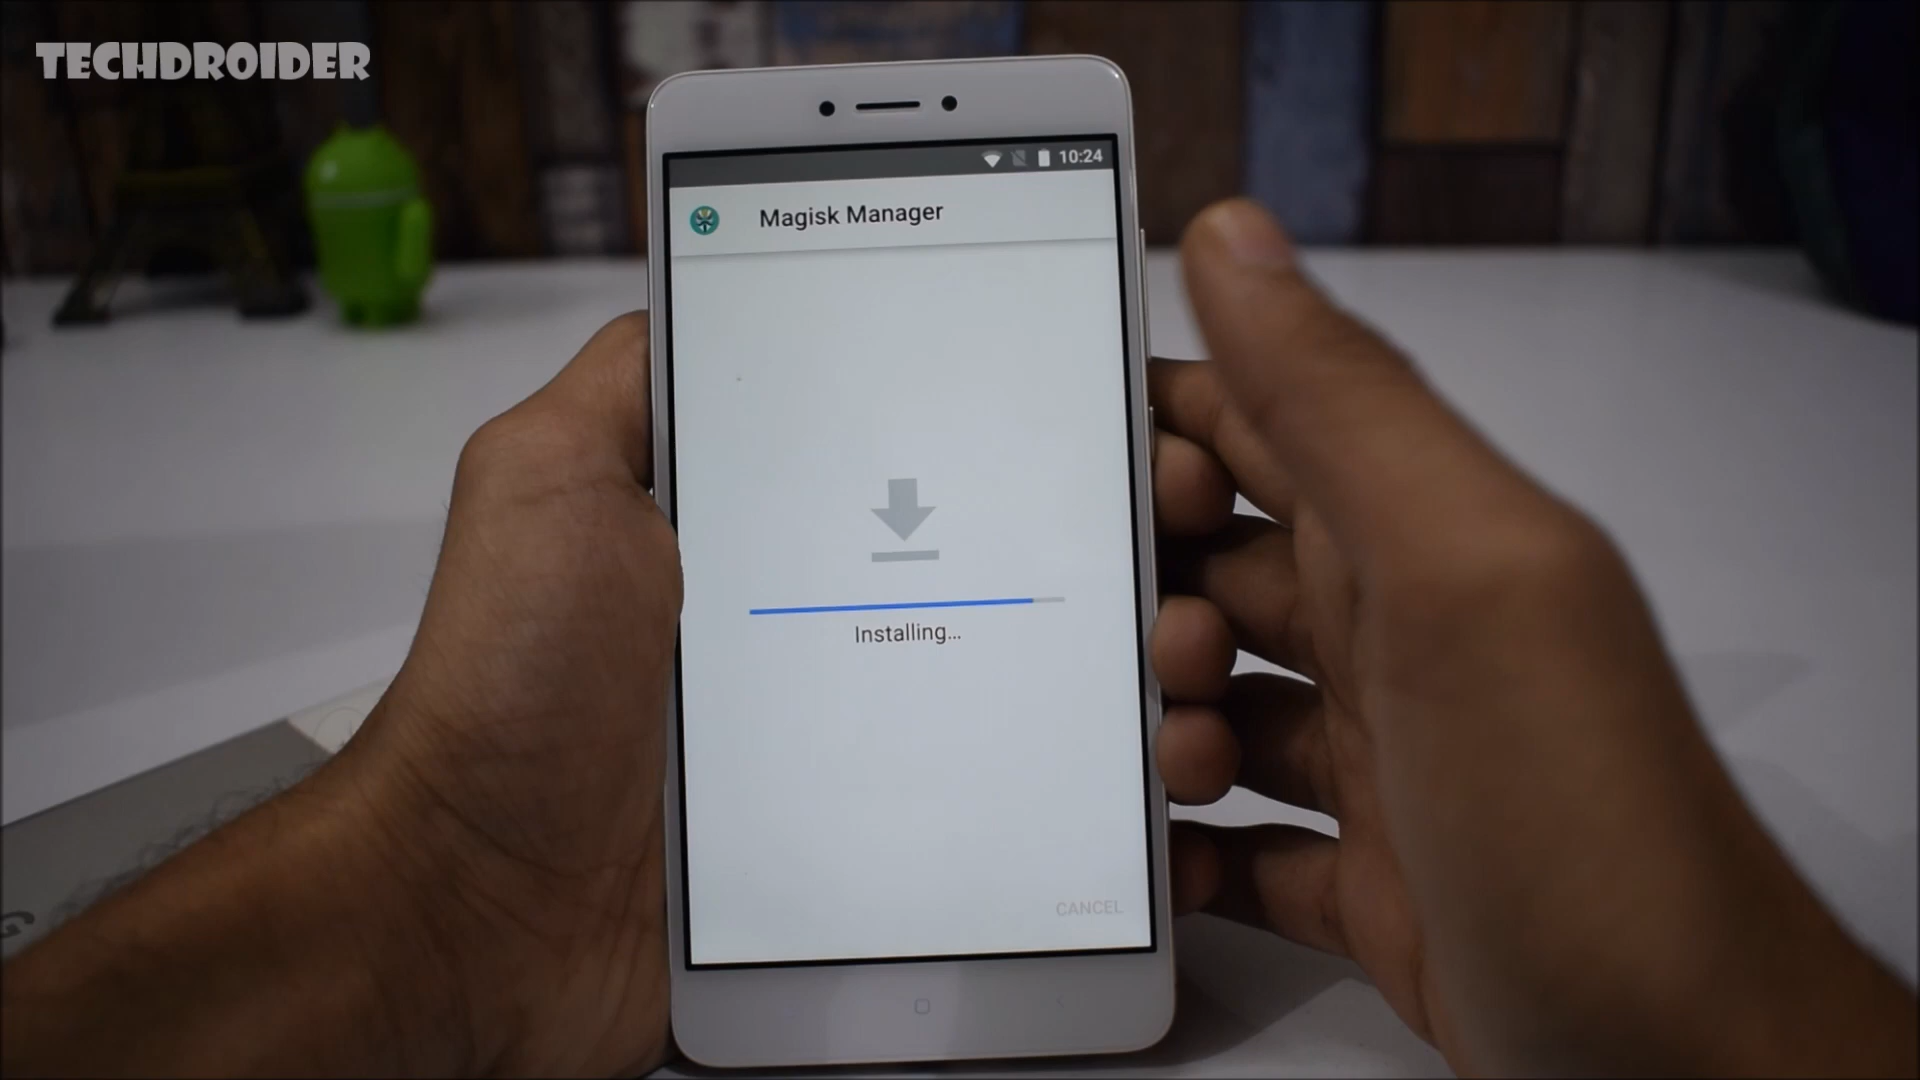 TECHDROIDER
10:24
Magisk Manager
Installing...
CANCEL
G